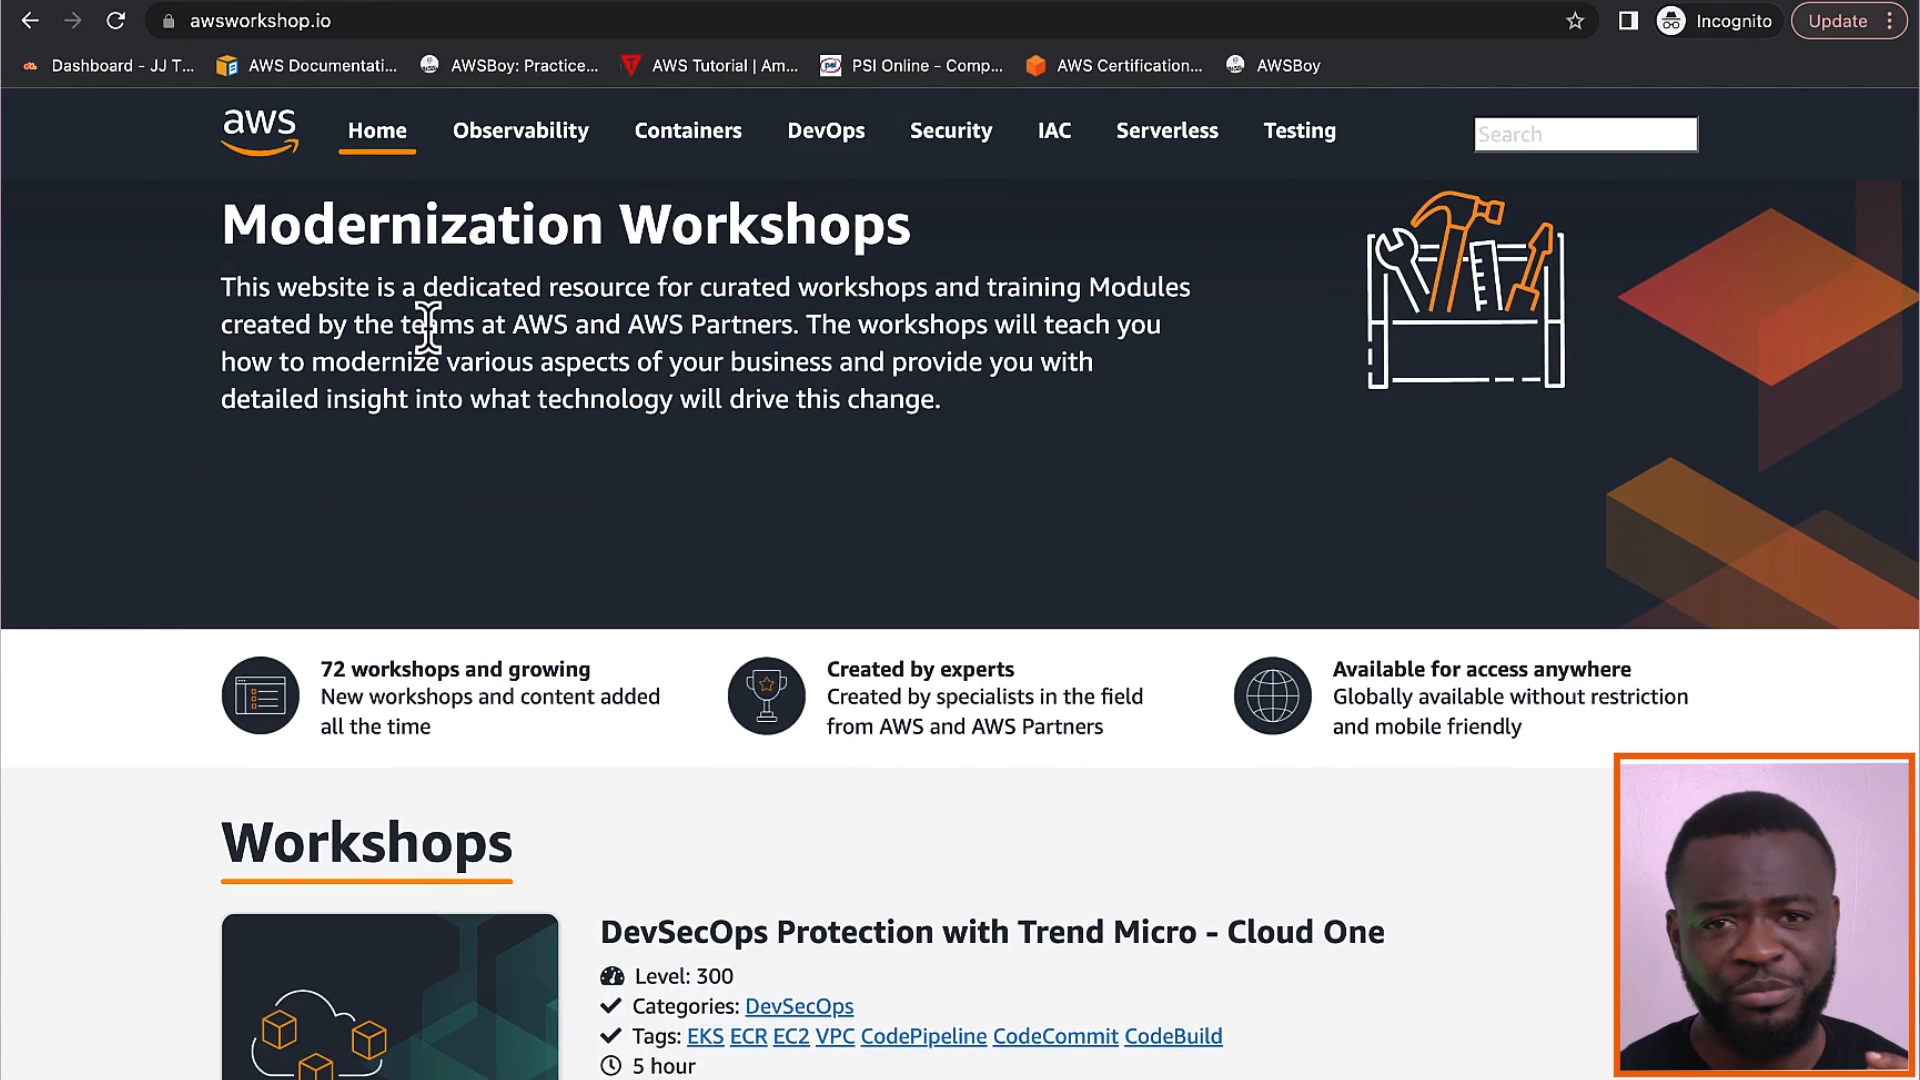 awsworkshop.io
Incognito
Update
Dashboard - JJ T...
AWS Documentati...
AWSBoy: Practice...
AWS Tutorial | Am...
psi
PSI Online - Comp...
AWS Certification...
AWSBoy
aws
Home
Observability
Containers
DevOps
Security
IAC
Serverless
Testing
Search
Modernization Workshops
This website is a dedicated resource for curated workshops and training Modules
created by the teams at AWS and AWS Partners. The workshops will teach you
how to modernize various aspects of your business and provide you with
detailed insight into what technology will drive this change.
72 workshops and growing
New workshops and content added
all the time
Created by experts
Created by specialists in the field
from AWS and AWS Partners
Available for access anywhere
Globally available without restriction
and mobile friendly
Workshops
DevSecOps Protection with Trend Micro - Cloud One
Level: 300
Categories: DevSecOps
Tags: EKS ECR EC2 VPC CodePipeline CodeCommit CodeBuild
5 hour